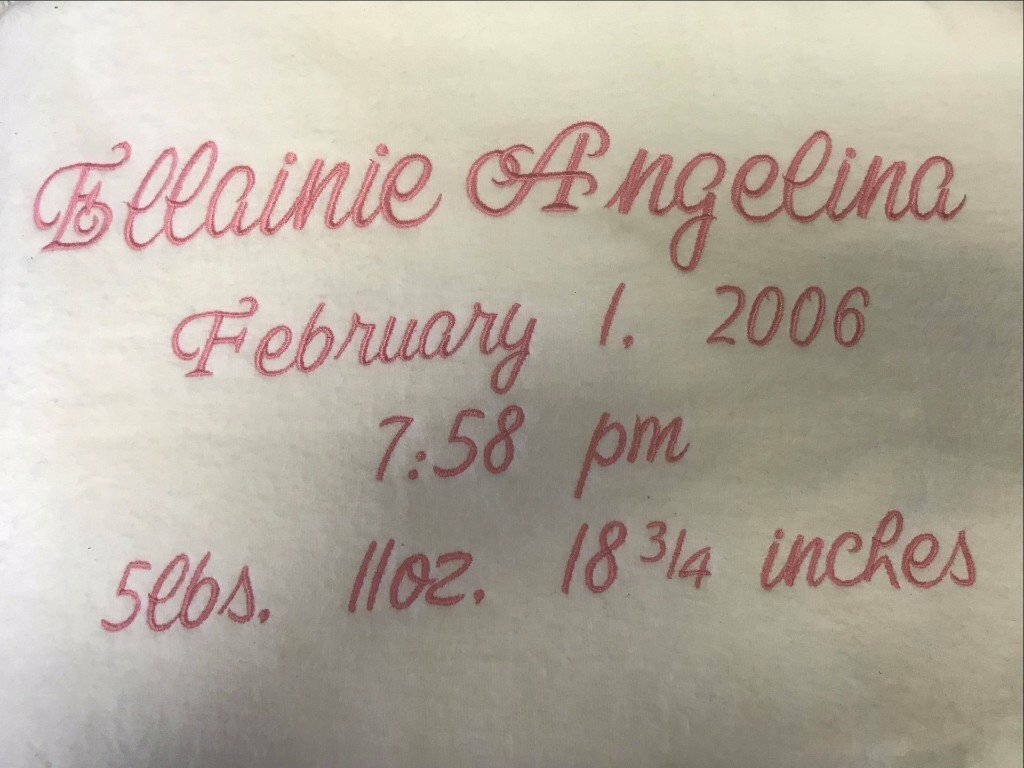 Ellainie Angelina
February 1. 2006
7:58 pm
5lbs. 11oz. 18 3/4 inches